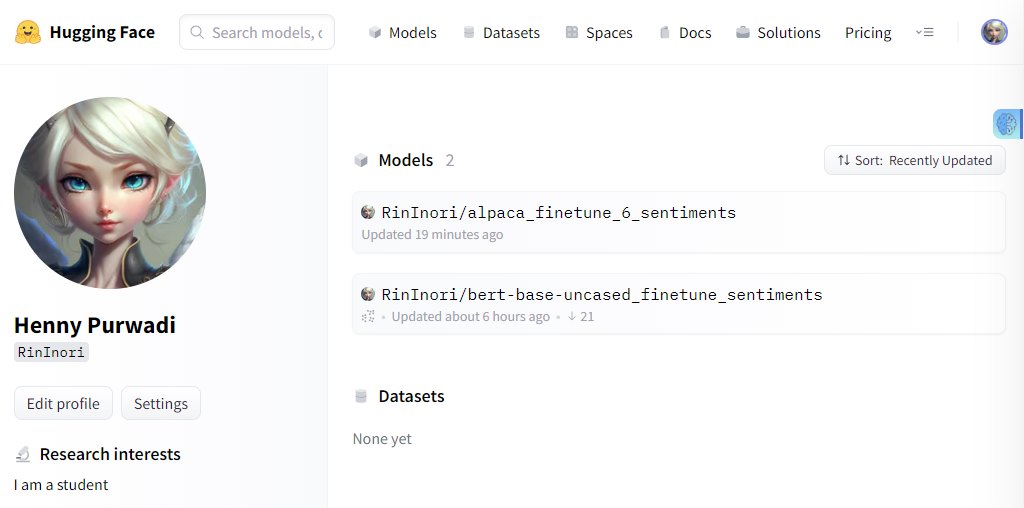 Hugging Face
Search models, c
Models
Datasets
Spaces
Docs
Solutions
Pricing
Henny Purwadi
RinInori
Edit profile
Settings
Research interests
I am a student
Models 2
Sort: Recently Updated
RinInori/alpaca_finetune_6_sentiments
Updated 19 minutes ago
RinInori/bert-base-uncased_finetune_sentiments
• Updated about 6 hours ago • ↓ 21
Datasets
None yet